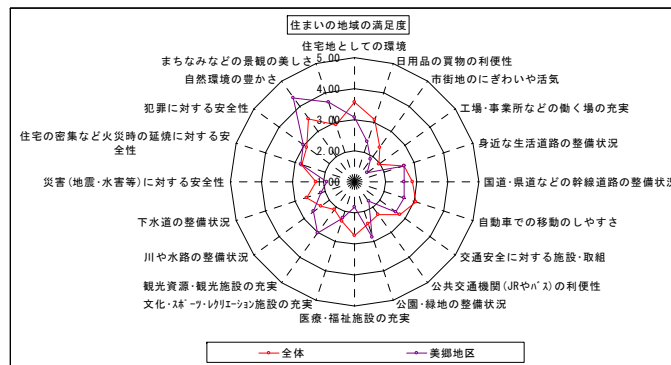 住まいの地域の満足度
住宅地としての環境
日用品の買物の利便性
市街地のにぎわいや活気
工場・事業所などの働く場の充実
身近な生活道路の整備状況
国道・県道などの幹線道路の整備状況
自動車での移動のしやすさ
交通安全に対する施設・取組
公共交通機関(JRやﾊﾞｽ)の利便性
公園・緑地の整備状況
医療・福祉施設の充実
文化・ｽﾎﾟｰﾂ・ﾚｸﾘｴｰｼｮﾝ施設の充実
観光資源・観光施設の充実
川や水路の整備状況
下水道の整備状況
災害(地震・水害等)に対する安全性
住宅の密集など火災時の延焼に対する安
全性
犯罪に対する安全性
自然環境の豊かさ
まちなみなどの景観の美しさ
5.00
4.00
3.00
2.00
1.00
全体
美郷地区